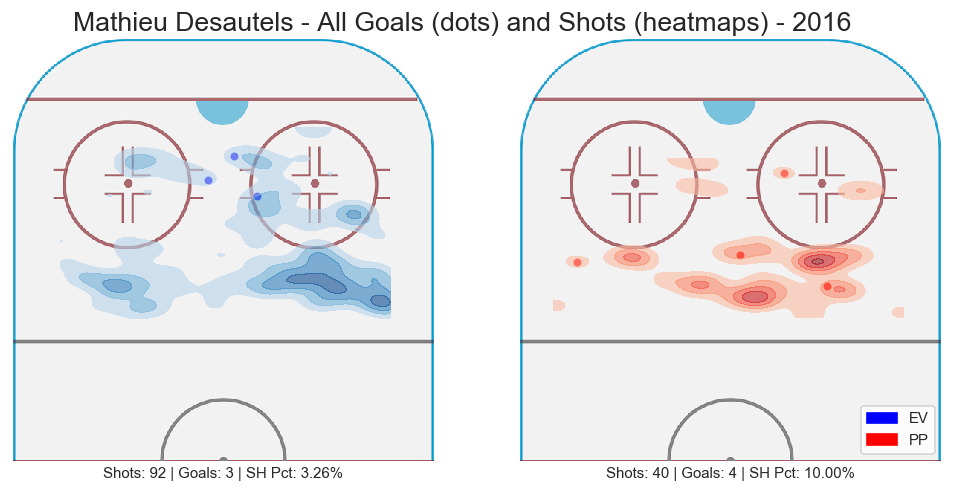 Mathieu Desautels - All Goals (dots) and Shots (heatmaps) - 2016
EV
PP
Shots: 92 | Goals: 3 | SH Pct: 3.26%
Shots: 40 | Goals: 4 | SH Pct: 10.00%